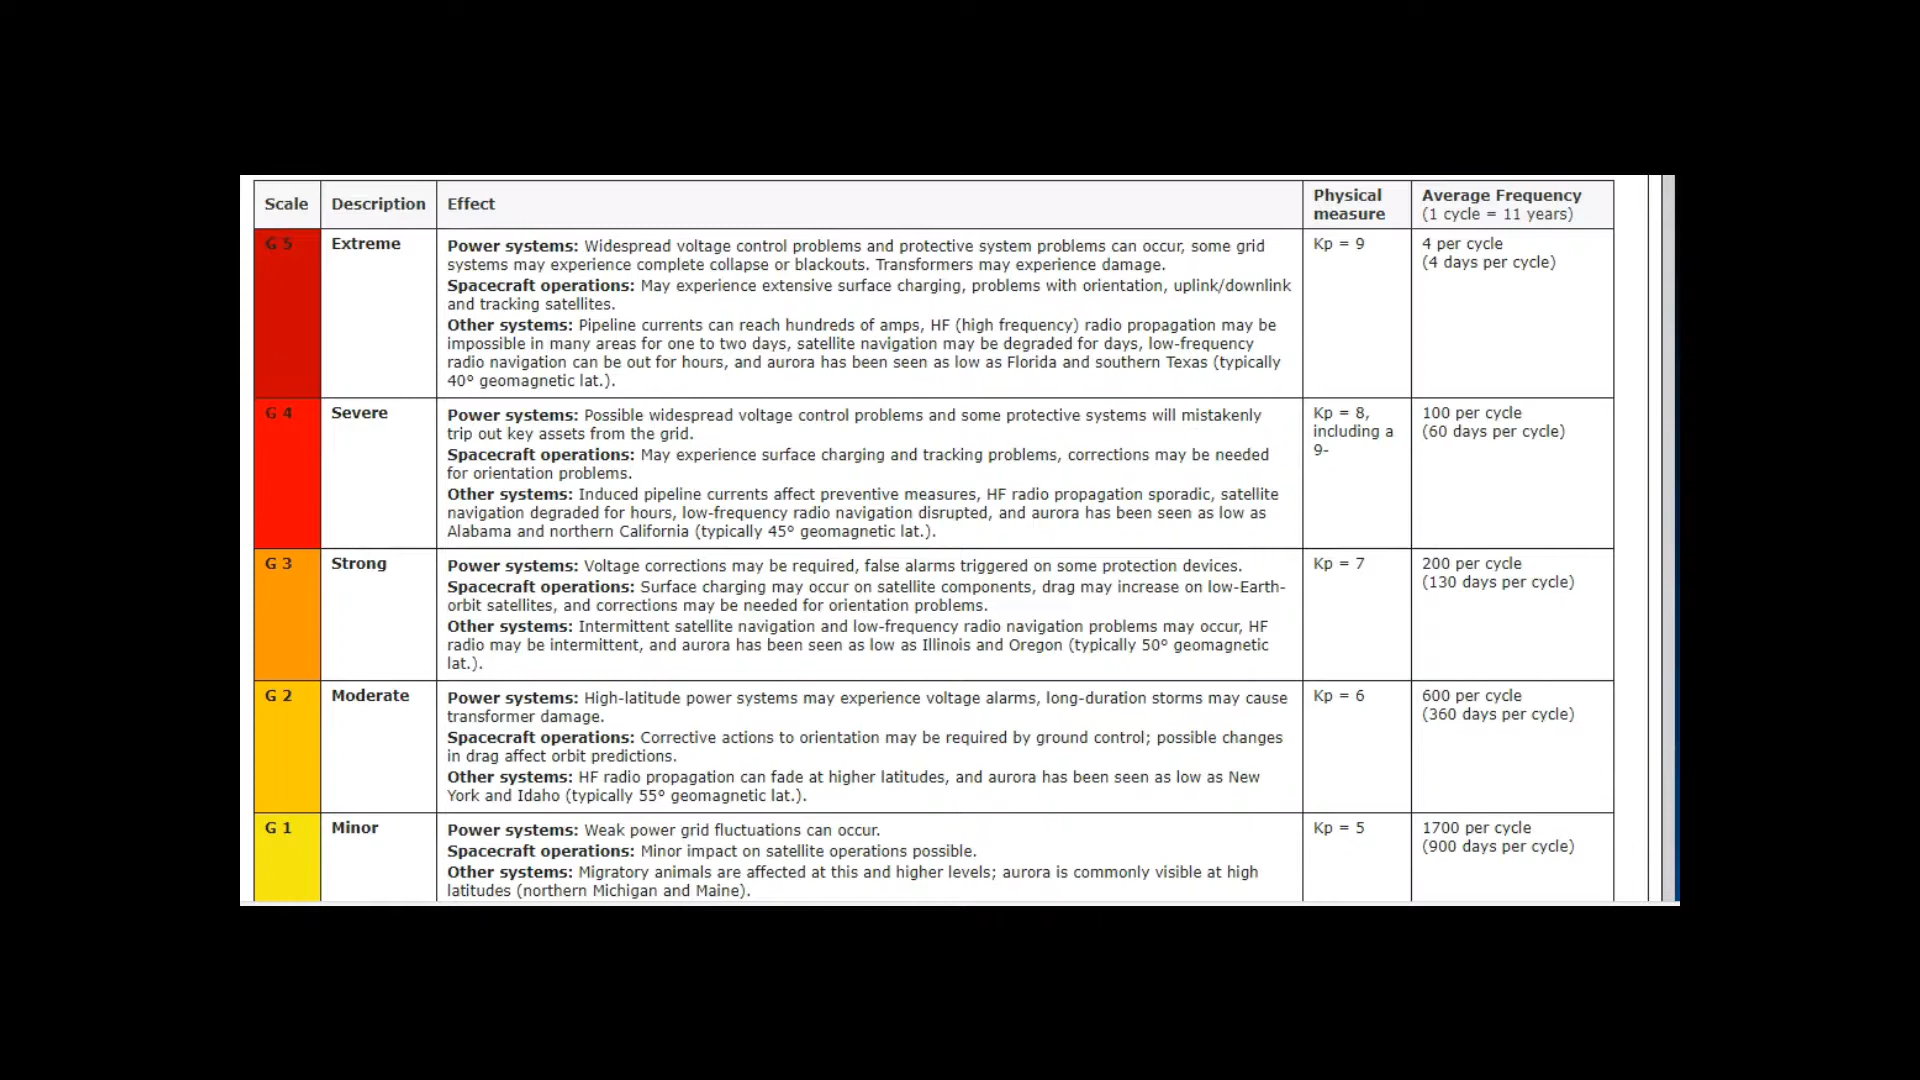 Scale Description Effect Physical measure Average Frequency (1 cycle = 11 years)
G 5 Extreme
Power systems: Widespread voltage control problems and protective system problems can occur, some grid
systems may experience complete collapse or blackouts. Transformers may experience damage.
Spacecraft operations: May experience extensive surface charging, problems with orientation, uplink/downlink
and tracking satellites.
Other systems: Pipeline currents can reach hundreds of amps, HF (high frequency) radio propagation may be
impossible in many areas for one to two days, satellite navigation may be degraded for days, low-frequency
radio navigation can be out for hours, and aurora has been seen as low as Florida and southern Texas (typically
40° geomagnetic lat.).
Kp = 9
4 per cycle
(4 days per cycle)
G 4 Severe
Power systems: Possible widespread voltage control problems and some protective systems will mistakenly
trip out key assets from the grid.
Spacecraft operations: May experience surface charging and tracking problems, corrections may be needed
for orientation problems.
Other systems: Induced pipeline currents affect preventive measures, HF radio propagation sporadic, satellite
navigation degraded for hours, low-frequency radio navigation disrupted, and aurora has been seen as low as
Alabama and northern California (typically 45° geomagnetic lat.).
Kp = 8,
including a
9-
100 per cycle
(60 days per cycle)
G 3 Strong
Power systems: Voltage corrections may be required, false alarms triggered on some protection devices.
Spacecraft operations: Surface charging may occur on satellite components, drag may increase on low-Earth-
orbit satellites, and corrections may be needed for orientation problems.
Other systems: Intermittent satellite navigation and low-frequency radio navigation problems may occur, HF
radio may be intermittent, and aurora has been seen as low as Illinois and Oregon (typically 50° geomagnetic
lat.).
Kp = 7
200 per cycle
(130 days per cycle)
G 2 Moderate
Power systems: High-latitude power systems may experience voltage alarms, long-duration storms may cause
transformer damage.
Spacecraft operations: Corrective actions to orientation may be required by ground control; possible changes
in drag affect orbit predictions.
Other systems: HF radio propagation can fade at higher latitudes, and aurora has been seen as low as New
York and Idaho (typically 55° geomagnetic lat.).
Kp = 6
600 per cycle
(360 days per cycle)
G 1 Minor
Power systems: Weak power grid fluctuations can occur.
Spacecraft operations: Minor impact on satellite operations possible.
Other systems: Migratory animals are affected at this and higher levels; aurora is commonly visible at high
latitudes (northern Michigan and Maine).
Kp = 5
1700 per cycle
(900 days per cycle)